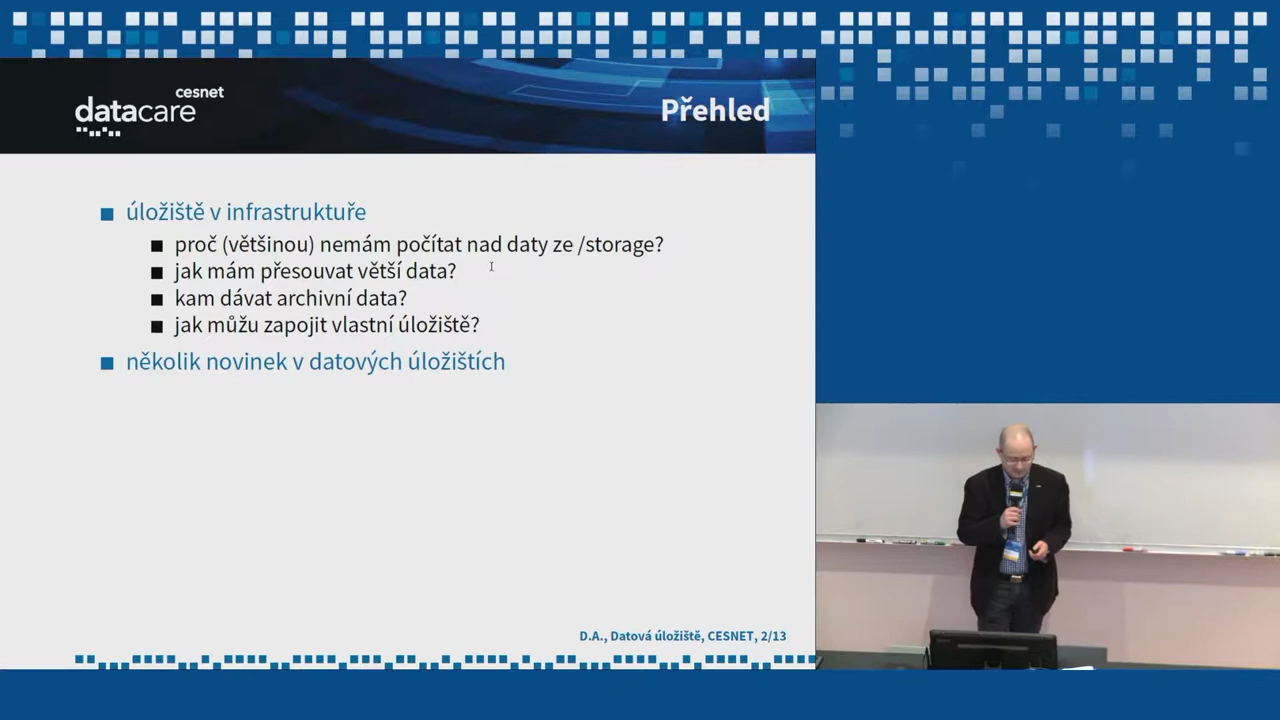 cesnet
datacare
Přehled
úložiště v infrastruktuře
proč (většinou) nemám počítat nad daty ze /storage?
jak mám přesouvat větší data?
kam dávat archivní data?
jak můžu zapojit vlastní úložiště?
několik novinek v datových úložištích
D.A., Datová úložiště, CESNET, 2/13